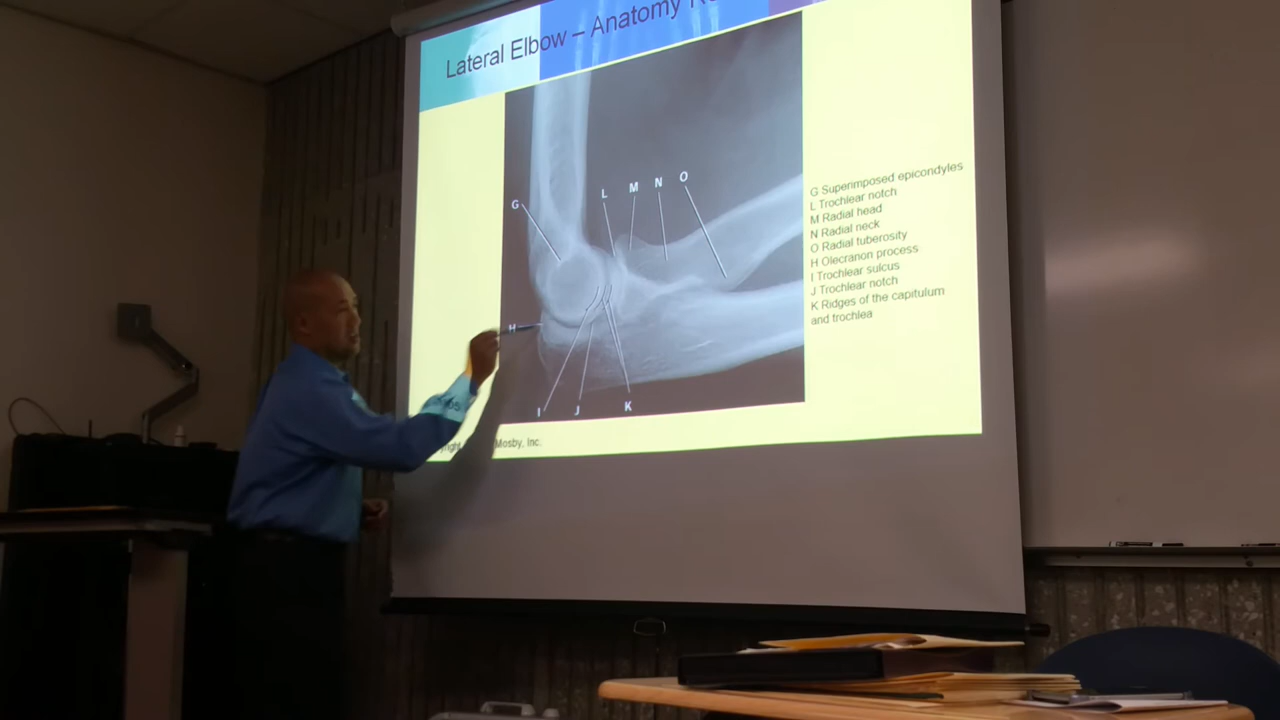 Lateral Elbow – Anatomy
G
L
M
N
O
H
I
J
K
G Superimposed epicondyles
L Trochlear notch
M Radial head
N Radial neck
O Radial tuberosity
H Olecranon process
I Trochlear sulcus
J Trochlear notch
K Ridges of the capitulum
and trochlea
Mosby, Inc.